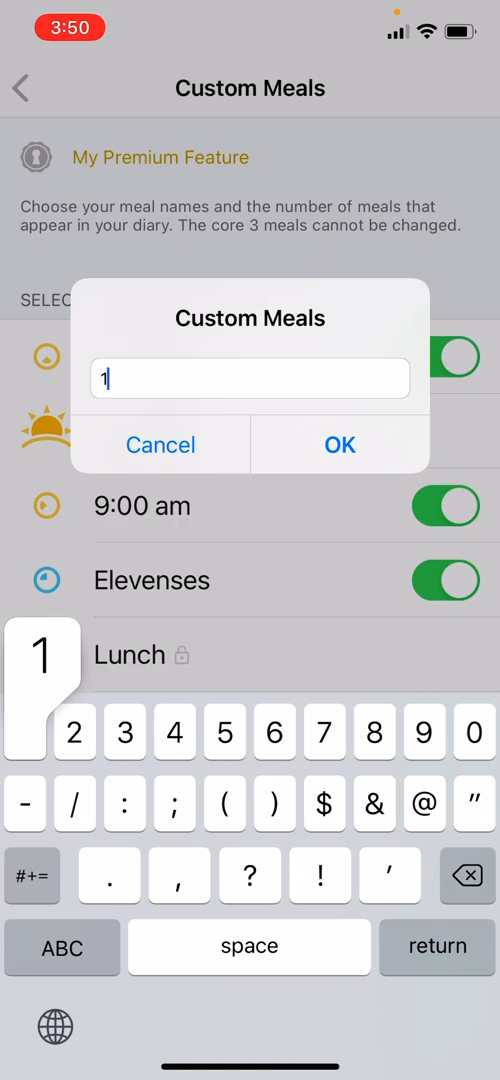 3:50
Custom Meals
My Premium Feature
Choose your meal names and the number of meals that
appear in your diary. The core 3 meals cannot be changed.
SELEC
Custom Meals
1
Cancel OK
9:00 am
Elevenses
1
Lunch
2 3 4 5 6 7 8 9 0
- / : ; ( ) $ & @ "
#+= . , ? ! '
ABC space return